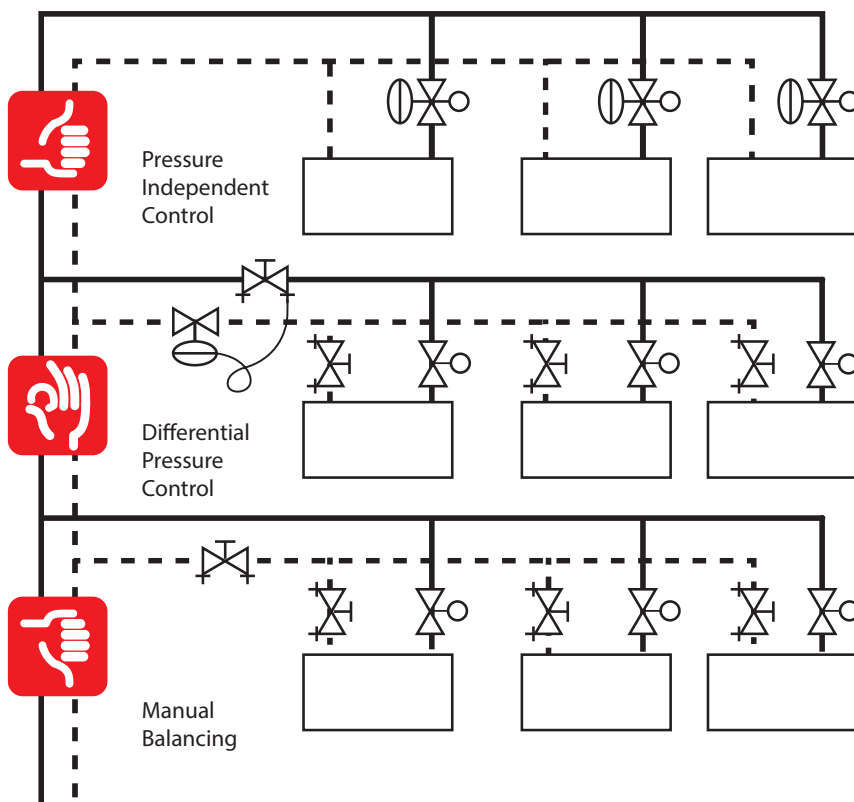 Pressure
Independent
Control
Differential
Pressure
Control
Manual
Balancing